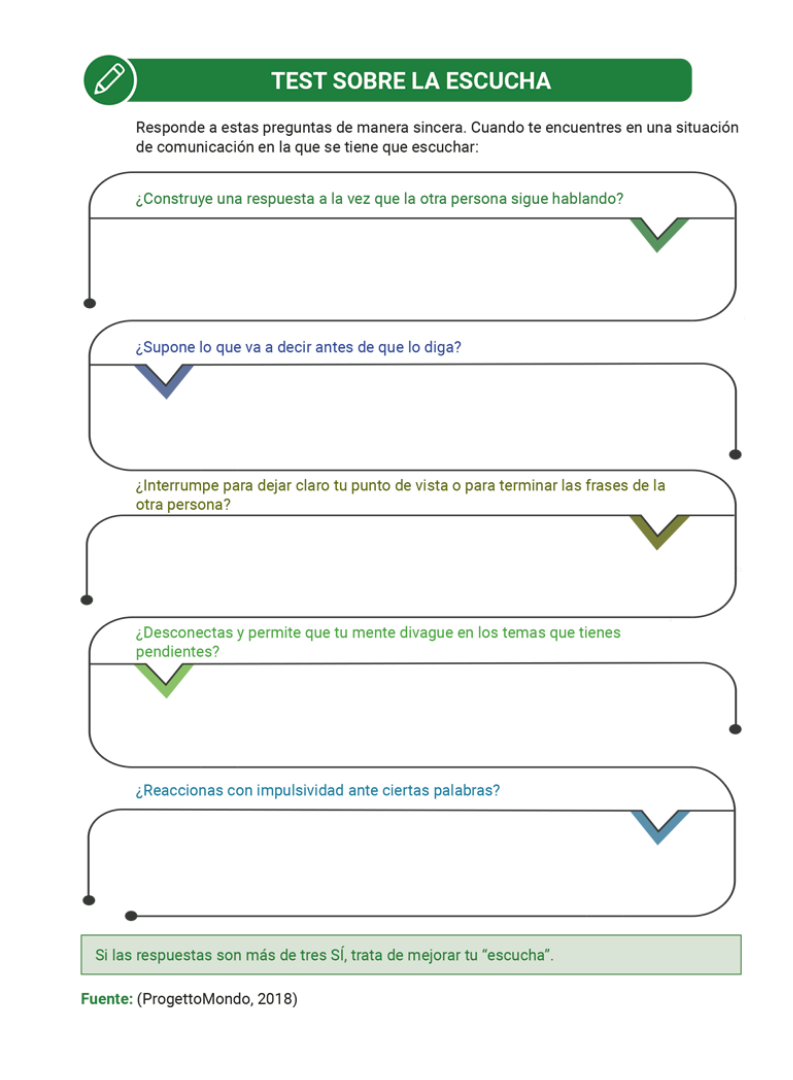 TEST SOBRE LA ESCUCHA
Responde a estas preguntas de manera sincera. Cuando te encuentres en una situación
de comunicación en la que se tiene que escuchar:
¿Construye una respuesta a la vez que la otra persona sigue hablando?
¿Supone lo que va a decir antes de que lo diga?
¿Interrumpe para dejar claro tu punto de vista o para terminar las frases de la
otra persona?
¿Desconectas y permite que tu mente divague en los temas que tienes
pendientes?
¿Reaccionas con impulsividad ante ciertas palabras?
Si las respuestas son más de tres SÍ, trata de mejorar tu “escucha”.
Fuente: (ProgettoMondo, 2018)